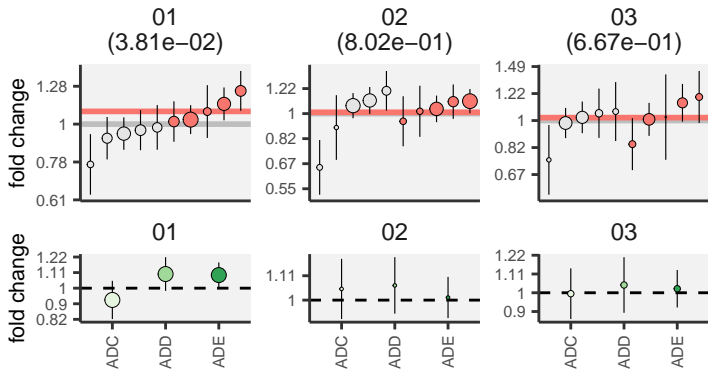 01
(3.81e−02)
02
(8.02e−01)
03
(6.67e−01)
fold change
1.28
1
0.78
0.61
1.22
1
0.82
0.67
0.55
1.49
1.22
1
0.82
0.67
01
02
03
fold change
1.22
1.11
1
0.9
0.82
1.11
1
1.22
1.11
1
0.9
ADC
ADD
ADE
ADC
ADD
ADE
ADC
ADD
ADE